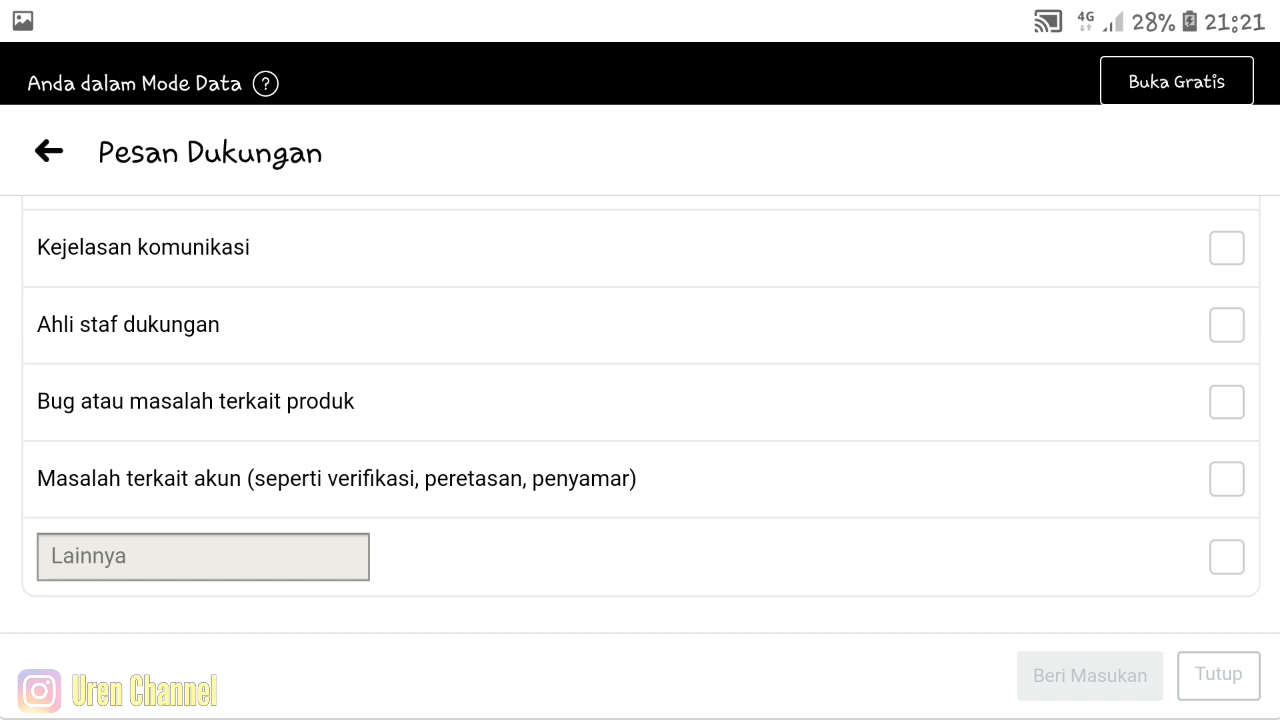 4G 28% 21:21
Anda dalam Mode Data ? Buka Gratis
Pesan Dukungan
Kejelasan komunikasi
Ahli staf dukungan
Bug atau masalah terkait produk
Masalah terkait akun (seperti verifikasi, peretasan, penyamar)
Lainnya
Beri Masukan Tutup
Uren Channel